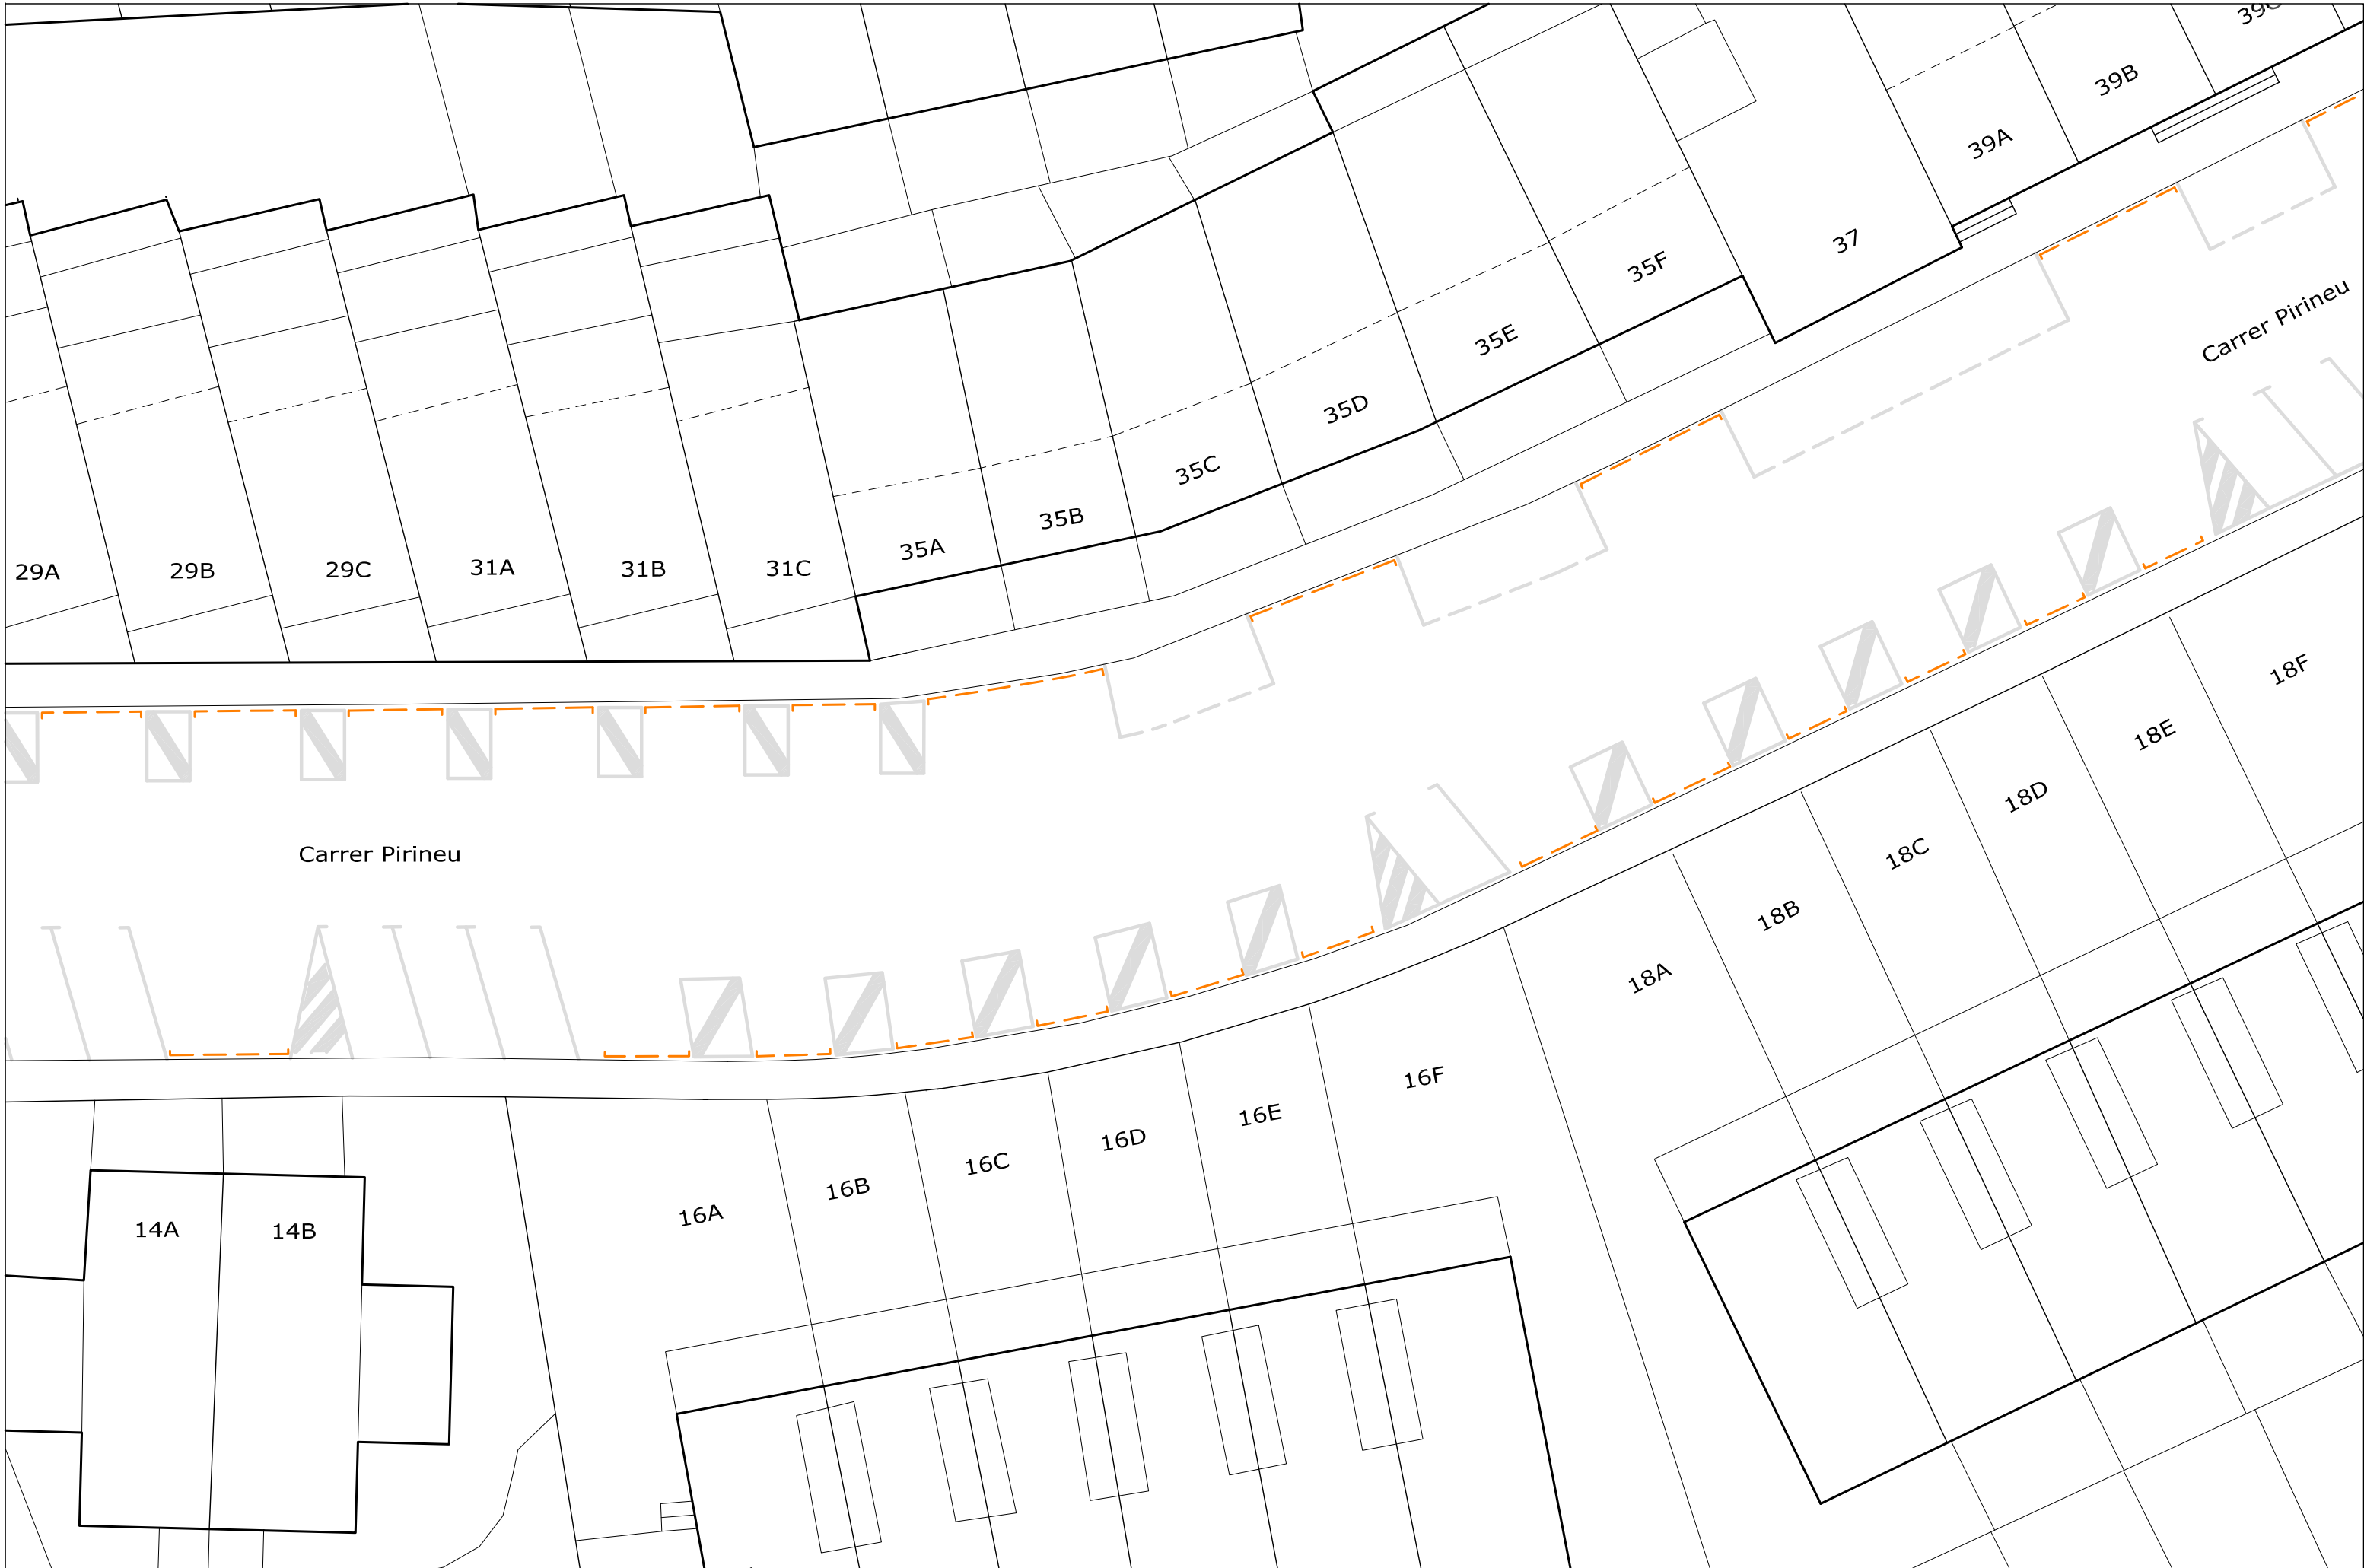 39C
39B
39A
37
35F
35E
35D
35C
35B
35A
29A
29B
29C
31A
31B
31C
Carrer Pirineu
Carrer Pirineu
18F
18E
18D
18C
18B
18A
16F
16E
16D
16C
16B
16A
14A
14B